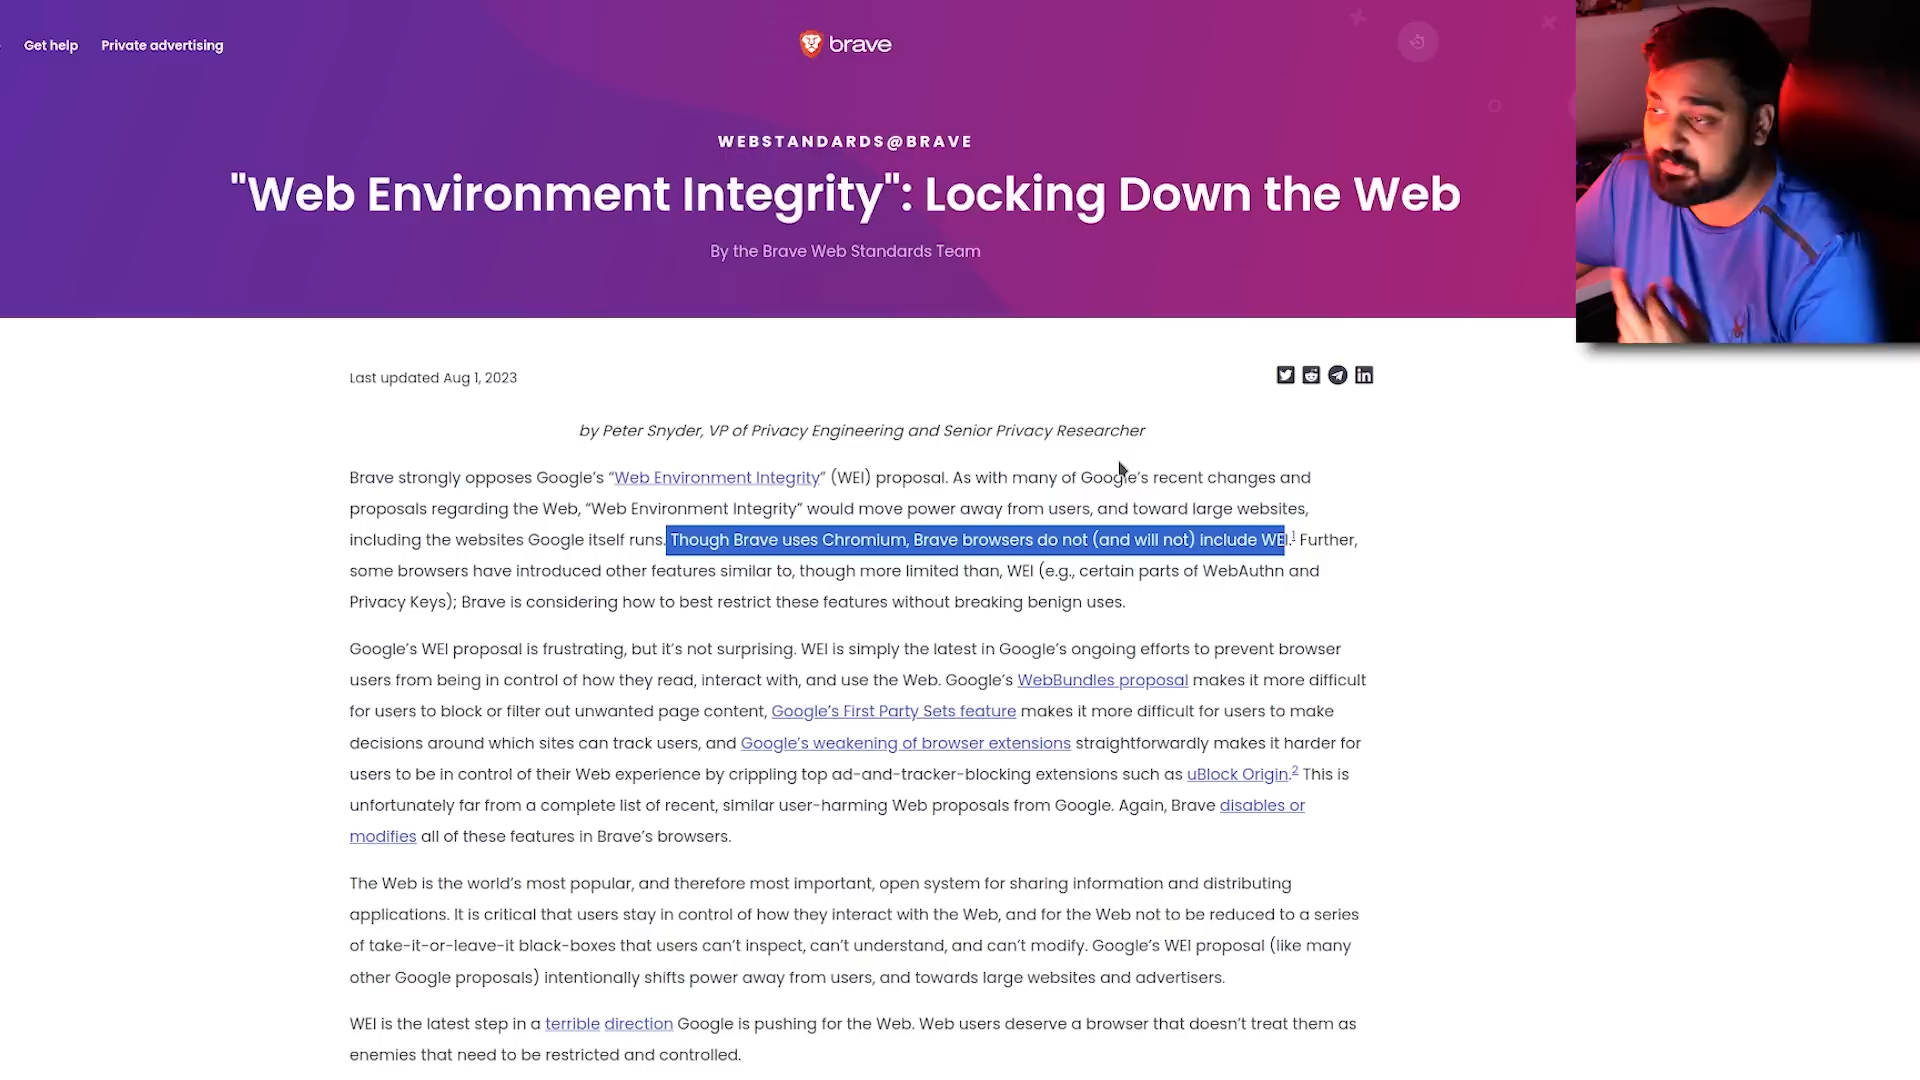 Get help Private advertising
brave
WEBSTANDARDS@BRAVE
"Web Environment Integrity": Locking Down the Web
By the Brave Web Standards Team
Last updated Aug 1, 2023
by Peter Snyder, VP of Privacy Engineering and Senior Privacy Researcher
Brave strongly opposes Google’s “Web Environment Integrity” (WEI) proposal. As with many of Google’s recent changes and
proposals regarding the Web, “Web Environment Integrity” would move power away from users, and toward large websites,
including the websites Google itself runs. Though Brave uses Chromium, Brave browsers do not (and will not) include WEI.1 Further,
some browsers have introduced other features similar to, though more limited than, WEI (e.g., certain parts of WebAuthn and
Privacy Keys); Brave is considering how to best restrict these features without breaking benign uses.
Google’s WEI proposal is frustrating, but it’s not surprising. WEI is simply the latest in Google’s ongoing efforts to prevent browser
users from being in control of how they read, interact with, and use the Web. Google’s WebBundles proposal makes it more difficult
for users to block or filter out unwanted page content, Google’s First Party Sets feature makes it more difficult for users to make
decisions around which sites can track users, and Google’s weakening of browser extensions straightforwardly makes it harder for
users to be in control of their Web experience by crippling top ad-and-tracker-blocking extensions such as uBlock Origin.2 This is
unfortunately far from a complete list of recent, similar user-harming Web proposals from Google. Again, Brave disables or
modifies all of these features in Brave’s browsers.
The Web is the world’s most popular, and therefore most important, open system for sharing information and distributing
applications. It is critical that users stay in control of how they interact with the Web, and for the Web not to be reduced to a series
of take-it-or-leave-it black-boxes that users can’t inspect, can’t understand, and can’t modify. Google’s WEI proposal (like many
other Google proposals) intentionally shifts power away from users, and towards large websites and advertisers.
WEI is the latest step in a terrible direction Google is pushing for the Web. Web users deserve a browser that doesn’t treat them as
enemies that need to be restricted and controlled.